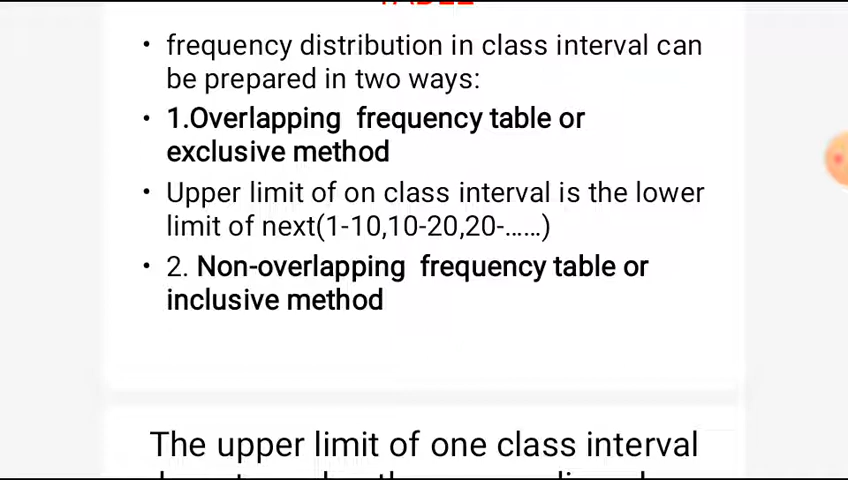 • frequency distribution in class interval can
be prepared in two ways:
• 1.Overlapping frequency table or
exclusive method
• Upper limit of on class interval is the lower
limit of next(1-10,10-20,20-......)
• 2. Non-overlapping frequency table or
inclusive method
The upper limit of one class interval